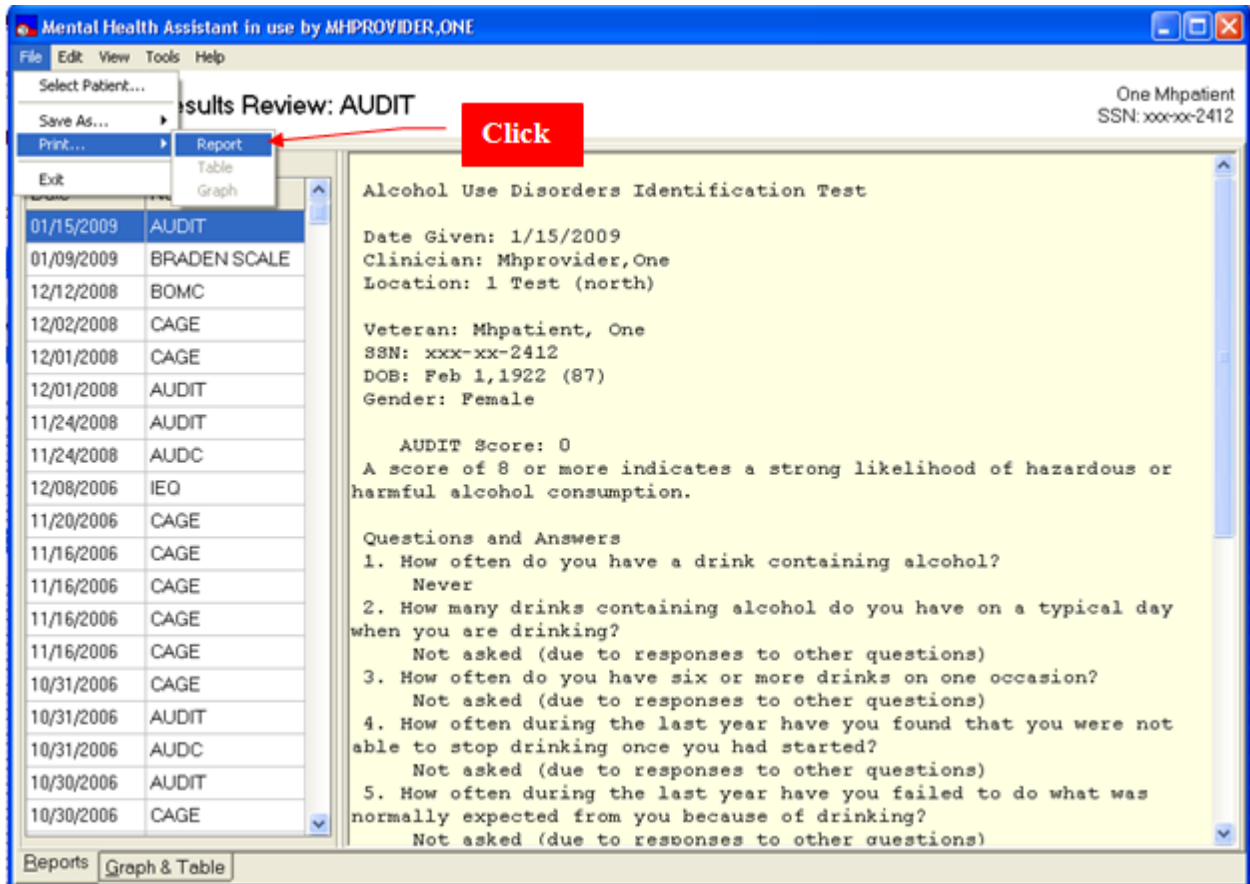 Mental Health Assistant in use by MHPROVIDER,ONE
File Edit View Tools Help
Select Patient...
Save As...
Print...
Exit
Report
Table
Graph
sults Review: AUDIT
Click
One Mhpatient
SSN: xxx-xx-2412
01/15/2009 AUDIT
01/09/2009 BRADEN SCALE
12/12/2008 BOMC
12/02/2008 CAGE
12/01/2008 CAGE
12/01/2008 AUDIT
11/24/2008 AUDIT
11/24/2008 AUDC
12/08/2006 IEQ
11/20/2006 CAGE
11/16/2006 CAGE
11/16/2006 CAGE
11/16/2006 CAGE
11/16/2006 CAGE
10/31/2006 CAGE
10/31/2006 AUDIT
10/31/2006 AUDC
10/30/2006 AUDIT
10/30/2006 CAGE
Alcohol Use Disorders Identification Test
Date Given: 1/15/2009
Clinician: Mhprovider,One
Location: 1 Test (north)
Veteran: Mhpatient, One
SSN: xxx-xx-2412
DOB: Feb 1,1922 (87)
Gender: Female
AUDIT Score: 0
A score of 8 or more indicates a strong likelihood of hazardous or
harmful alcohol consumption.
Questions and Answers
1. How often do you have a drink containing alcohol?
Never
2. How many drinks containing alcohol do you have on a typical day
when you are drinking?
Not asked (due to responses to other questions)
3. How often do you have six or more drinks on one occasion?
Not asked (due to responses to other questions)
4. How often during the last year have you found that you were not
able to stop drinking once you had started?
Not asked (due to responses to other questions)
5. How often during the last year have you failed to do what was
normally expected from you because of drinking?
Not asked (due to responses to other questions)
Reports Graph & Table